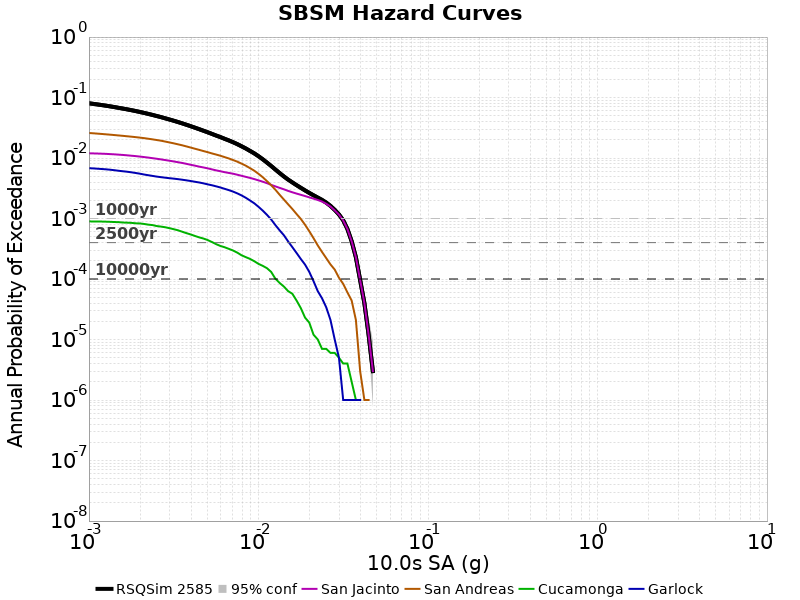 SBSM Hazard Curves
Annual Probability of Exceedance
10^0
10^-1
10^-2
10^-3
10^-4
10^-5
10^-6
10^-7
10^-8
1000yr
2500yr
10000yr
10^-3 10^-2 10^-1 10^0 10^1
10.0s SA (g)
RSQSim 2585 95% conf San Jacinto San Andreas Cucamonga Garlock